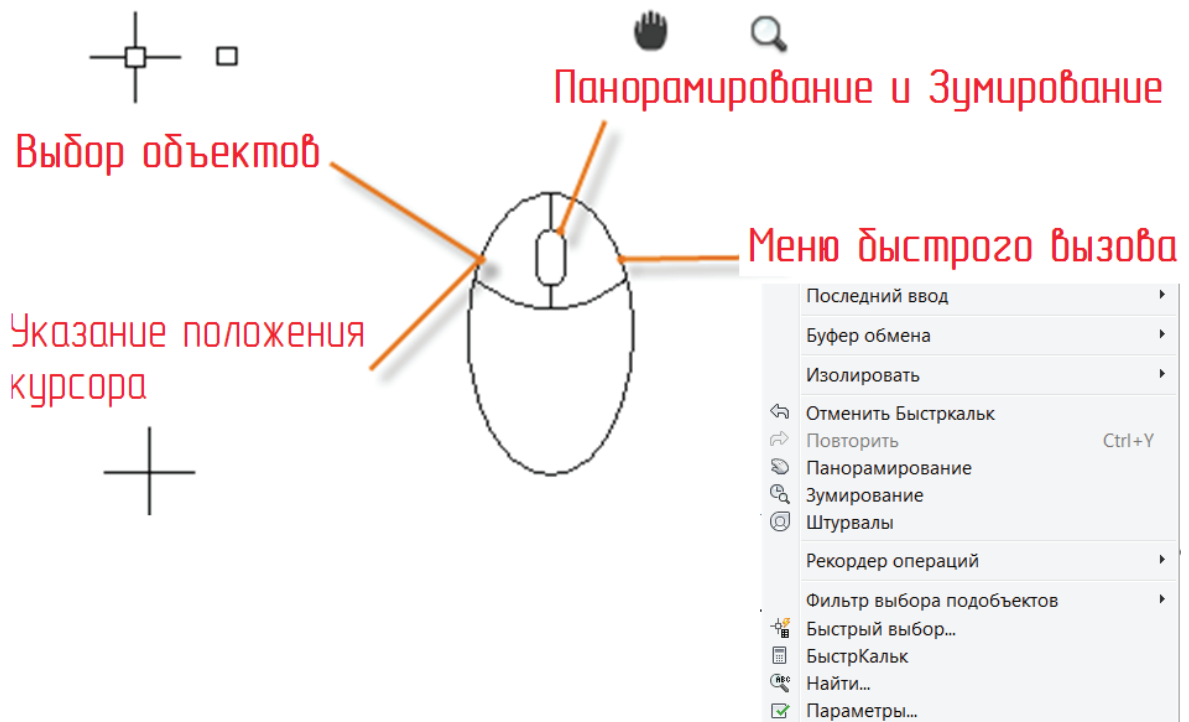 Панорамирование и Зумирование
Выбор объектов
Меню быстрого вызова
Указание положения
курсора
Последний ввод
Буфер обмена
Изолировать
Отменить Быстркальк
Повторить Ctrl+Y
Панорамирование
Зумирование
Штурвалы
Рекордер операций
Фильтр выбора подобъектов
Быстрый выбор...
БыстрКальк
Найти...
Параметры...